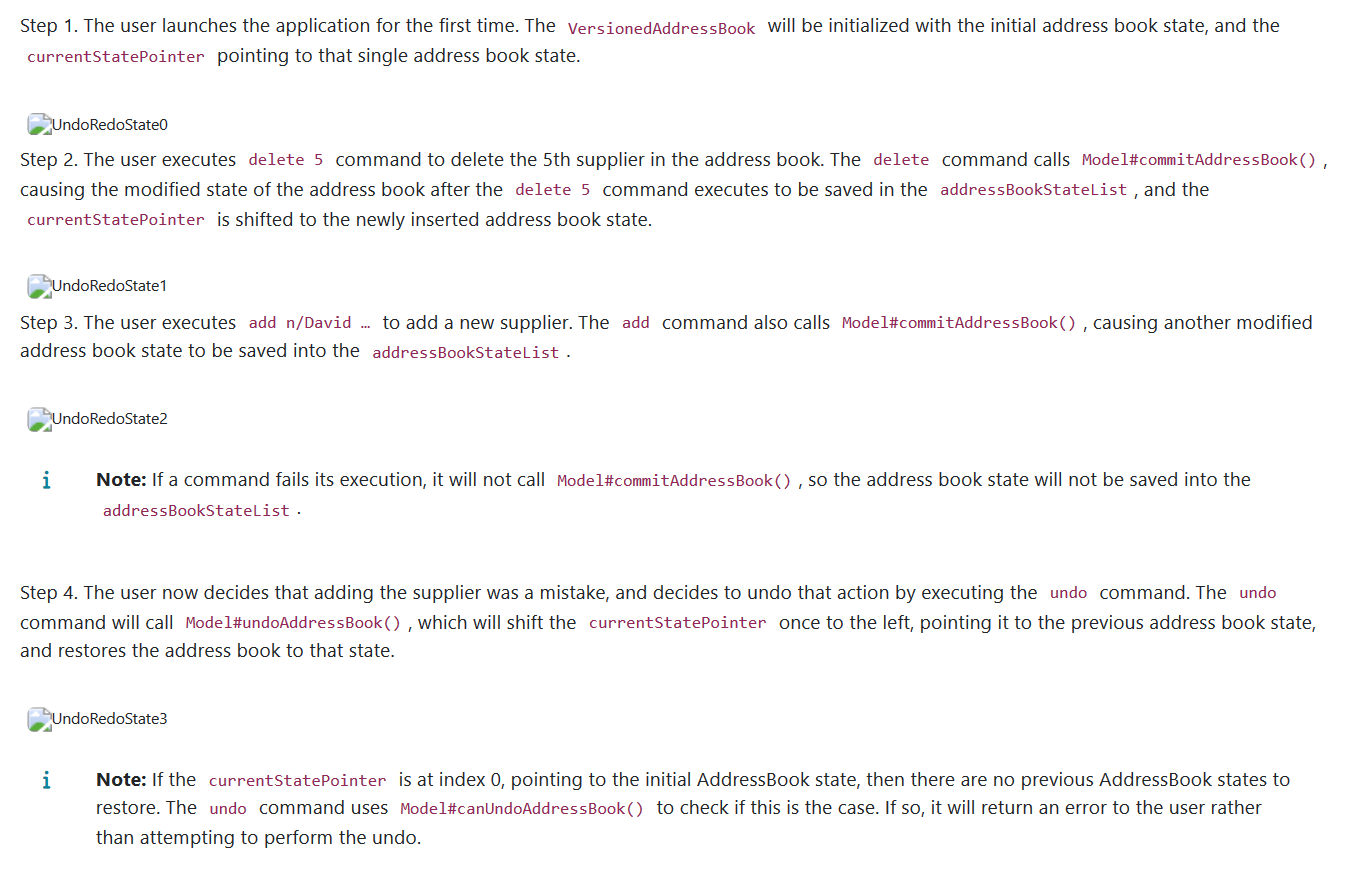 Step 1. The user launches the application for the first time. The VersionedAddressBook will be initialized with the initial address book state, and the
currentStatePointer pointing to that single address book state.
UndoRedoState0
Step 2. The user executes delete 5 command to delete the 5th supplier in the address book. The delete command calls Model#commitAddressBook() ,
causing the modified state of the address book after the delete 5 command executes to be saved in the addressBookStateList , and the
currentStatePointer is shifted to the newly inserted address book state.
UndoRedoState1
Step 3. The user executes add n/David … to add a new supplier. The add command also calls Model#commitAddressBook() , causing another modified
address book state to be saved into the addressBookStateList .
UndoRedoState2
i Note: If a command fails its execution, it will not call Model#commitAddressBook() , so the address book state will not be saved into the
addressBookStateList .
Step 4. The user now decides that adding the supplier was a mistake, and decides to undo that action by executing the undo command. The undo
command will call Model#undoAddressBook() , which will shift the currentStatePointer once to the left, pointing it to the previous address book state,
and restores the address book to that state.
UndoRedoState3
i Note: If the currentStatePointer is at index 0, pointing to the initial AddressBook state, then there are no previous AddressBook states to
restore. The undo command uses Model#canUndoAddressBook() to check if this is the case. If so, it will return an error to the user rather
than attempting to perform the undo.